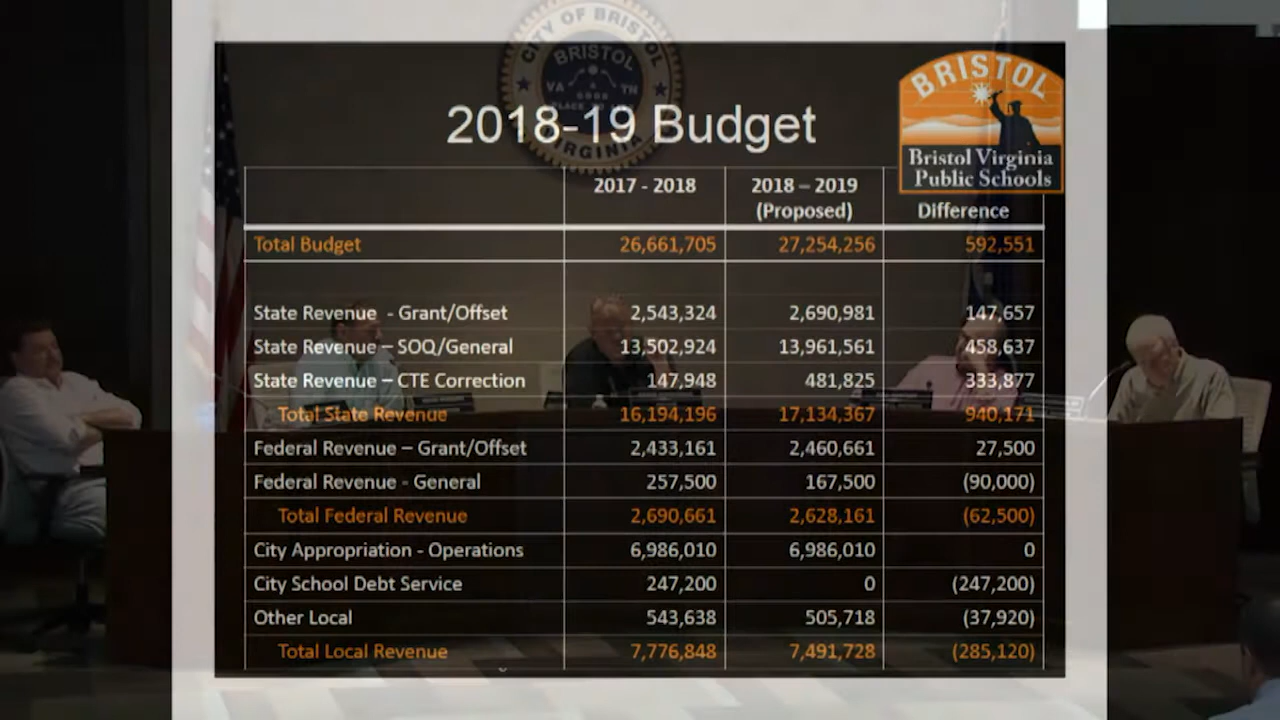 CITY OF BRISTOL
BRISTOL
VA TN
A
GOOD
PLACE TO
VIRGINIA
2018-19 Budget
BRISTOL
Bristol Virginia
Public Schools
2017 - 2018 2018 – 2019 (Proposed) Difference
Total Budget 26,661,705 27,254,256 592,551
State Revenue - Grant/Offset 2,543,324 2,690,981 147,657
State Revenue – SOQ/General 13,502,924 13,961,561 458,637
State Revenue – CTE Correction 147,948 481,825 333,877
Total State Revenue 16,194,196 17,134,367 940,171
Federal Revenue – Grant/Offset 2,433,161 2,460,661 27,500
Federal Revenue - General 257,500 167,500 (90,000)
Total Federal Revenue 2,690,661 2,628,161 (62,500)
City Appropriation - Operations 6,986,010 6,986,010 0
City School Debt Service 247,200 0 (247,200)
Other Local 543,638 505,718 (37,920)
Total Local Revenue 7,776,848 7,491,728 (285,120)